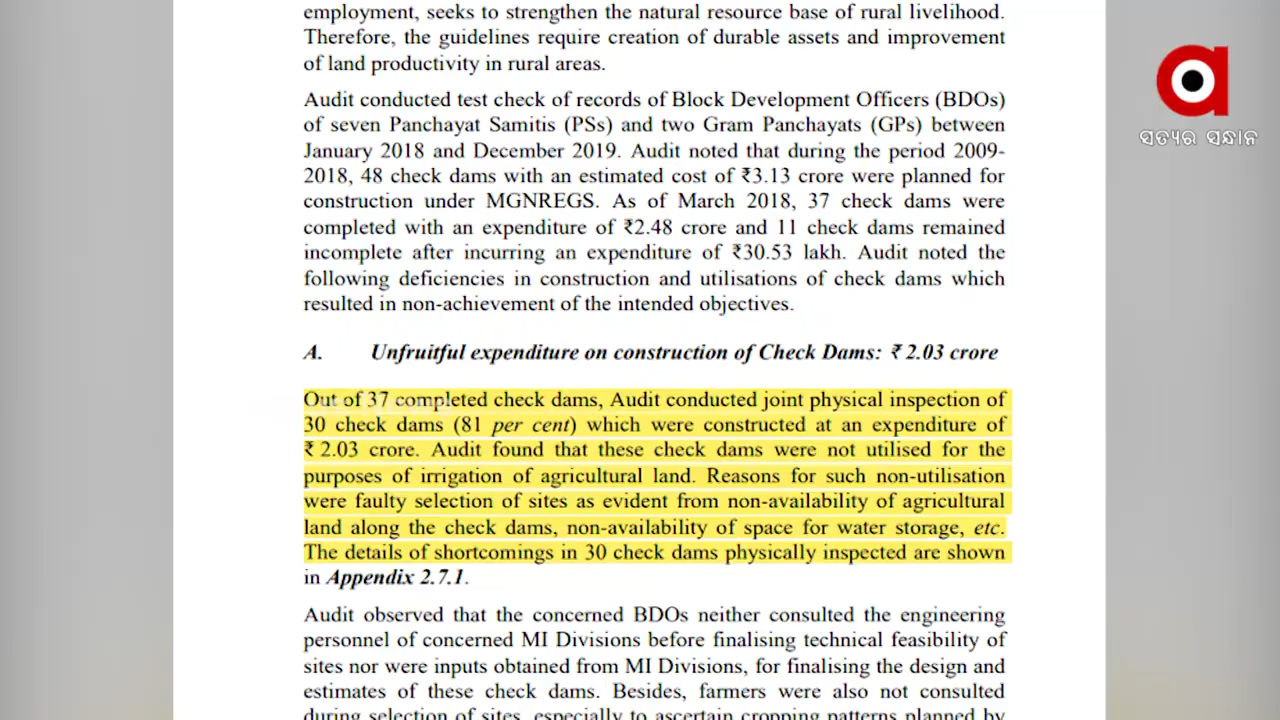 employment, seeks to strengthen the natural resource base of rural livelihood.
Therefore, the guidelines require creation of durable assets and improvement
of land productivity in rural areas.
Audit conducted test check of records of Block Development Officers (BDOs)
of seven Panchayat Samitis (PSs) and two Gram Panchayats (GPs) between
January 2018 and December 2019. Audit noted that during the period 2009-
2018, 48 check dams with an estimated cost of ₹3.13 crore were planned for
construction under MGNREGS. As of March 2018, 37 check dams were
completed with an expenditure of ₹2.48 crore and 11 check dams remained
incomplete after incurring an expenditure of ₹30.53 lakh. Audit noted the
following deficiencies in construction and utilisations of check dams which
resulted in non-achievement of the intended objectives.
A. Unfruitful expenditure on construction of Check Dams: ₹ 2.03 crore
Out of 37 completed check dams, Audit conducted joint physical inspection of
30 check dams (81 per cent) which were constructed at an expenditure of
₹ 2.03 crore. Audit found that these check dams were not utilised for the
purposes of irrigation of agricultural land. Reasons for such non-utilisation
were faulty selection of sites as evident from non-availability of agricultural
land along the check dams, non-availability of space for water storage, etc.
The details of shortcomings in 30 check dams physically inspected are shown
in Appendix 2.7.1.
Audit observed that the concerned BDOs neither consulted the engineering
personnel of concerned MI Divisions before finalising technical feasibility of
sites nor were inputs obtained from MI Divisions, for finalising the design and
estimates of these check dams. Besides, farmers were also not consulted
during selection of sites, especially to ascertain cropping patterns planned by
ସତ୍ୟର ସନ୍ଧାନ